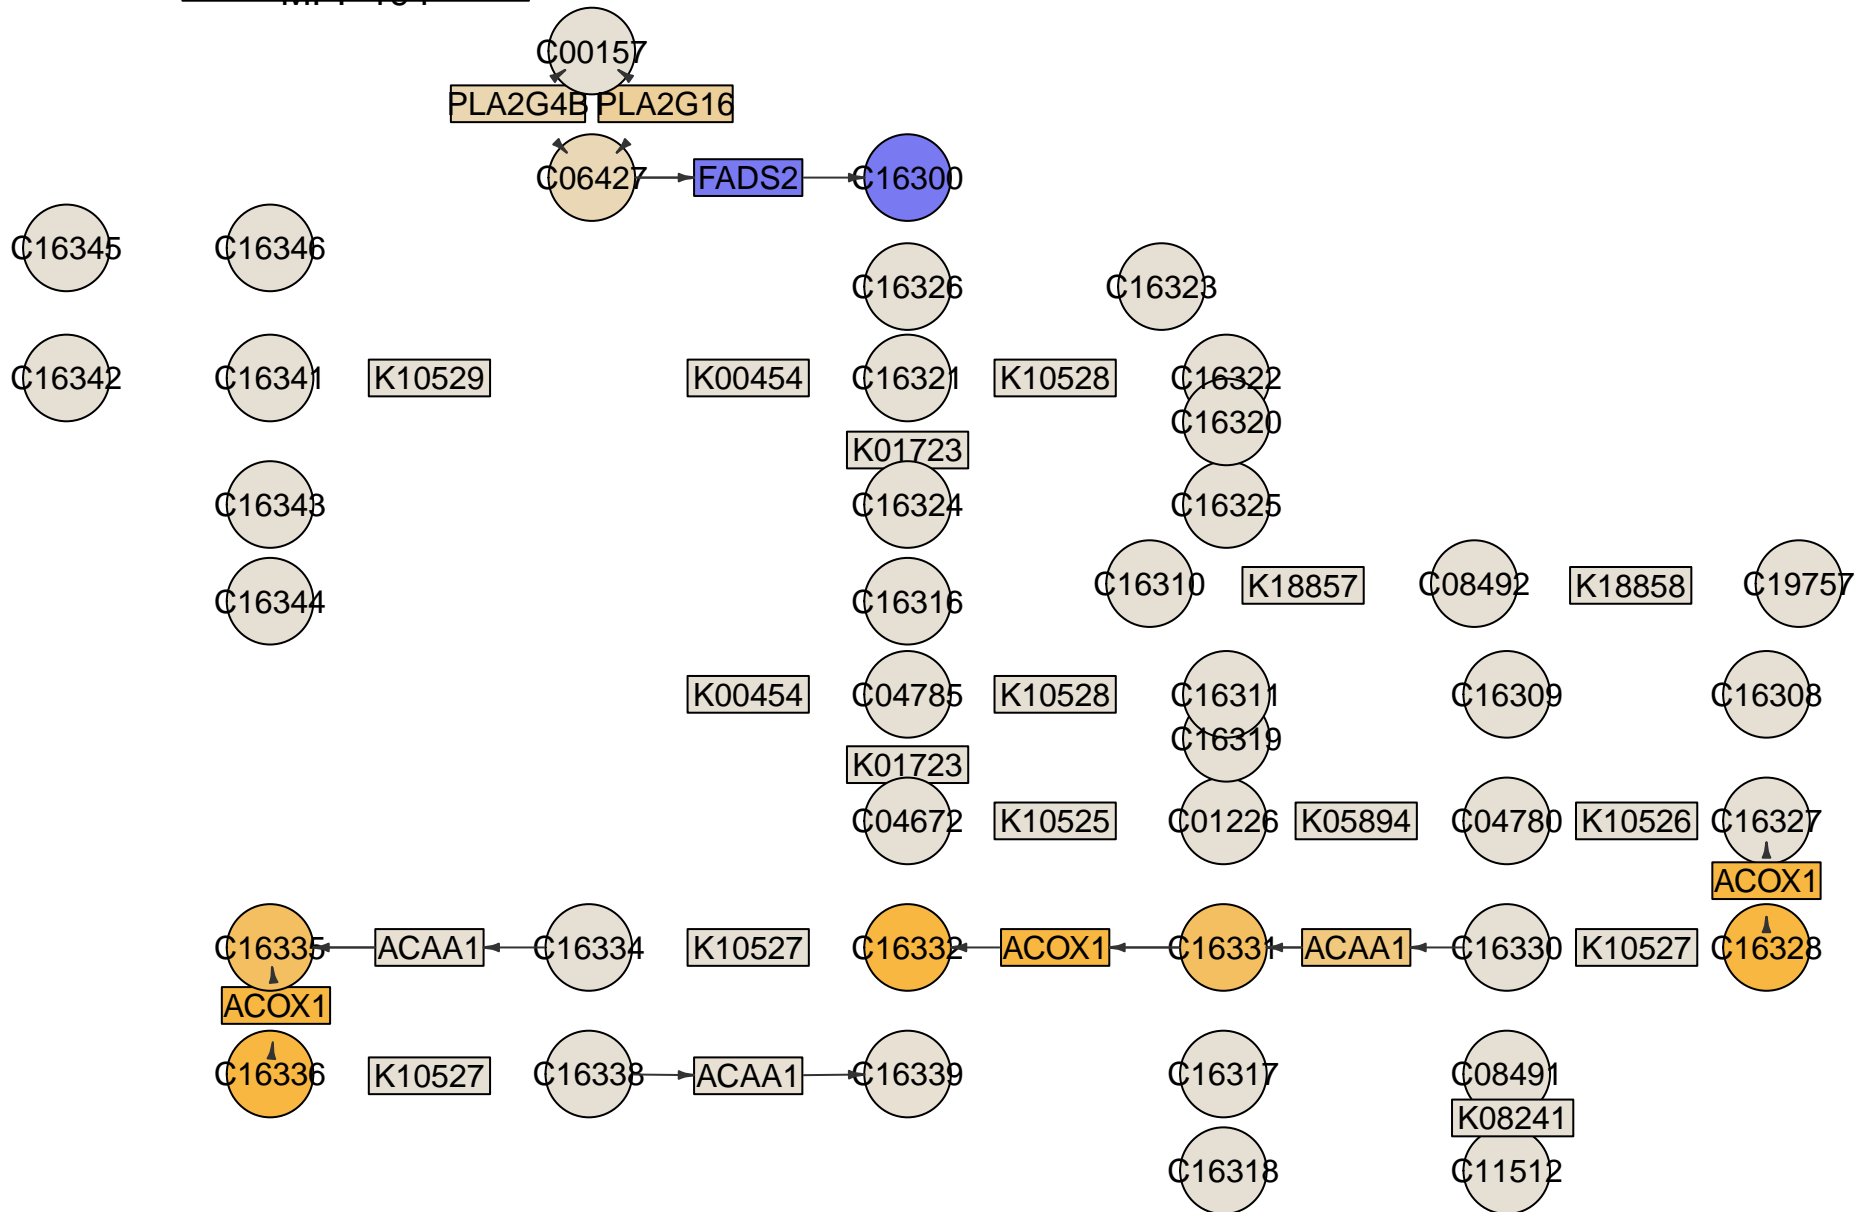 C00157
PLA2G4B PLA2G16
C06427 FADS2 C16300
C16345 C16346
C16326 C16323
C16342 C16341 K10529 K00454 C16321 K10528 C16322
C16320
K01723
C16343 C16324 C16325
C16310 K18857 C08492 K18858 C19757
C16344 C16316
K00454 C04785 K10528 C16311 C16309 C16308
C16319
K01723
C04672 K10525 C01226 K05894 C04780 K10526 C16327
ACOX1
C16335 ACAA1 C16334 K10527 C16332 ACOX1 C16331 ACAA1 C16330 K10527 C16328
ACOX1
C16336 K10527 C16338 ACAA1 C16339 C16317 C08491
K08241
C16318 C11512